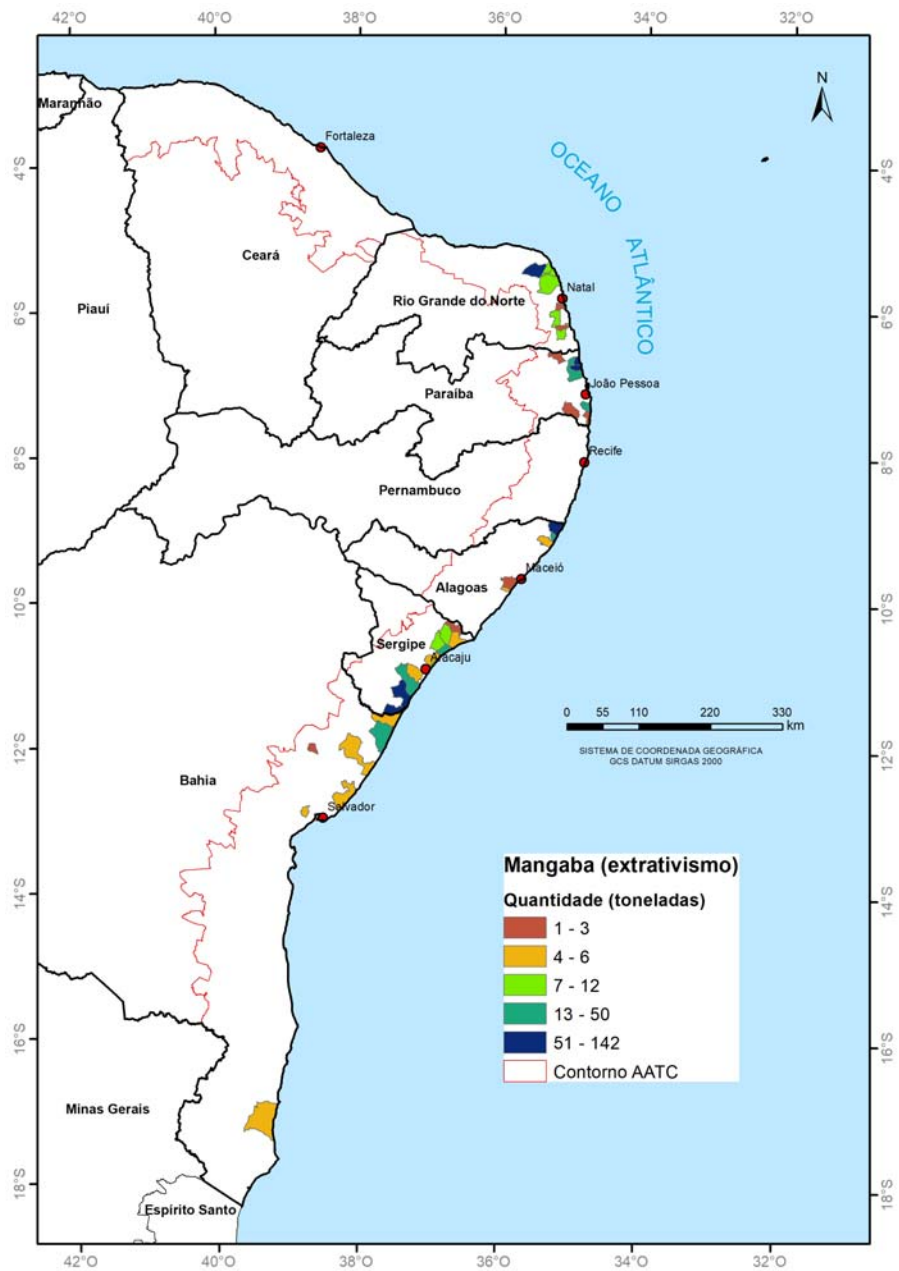 42°O 40°O 38°O 36°O 34°O 32°O
N
Maranhão
Fortaleza
4°S 4°S
OCEANO ATLÂNTICO
Ceará
Piauí
Rio Grande do Norte
Natal
6°S 6°S
Paraíba
João Pessoa
Recife
8°S 8°S
Pernambuco
Maceió
Alagoas
10°S 10°S
Sergipe
Aracaju
0 55 110 220 330
km
SISTEMA DE COORDENADA GEOGRÁFICA
GCS DATUM SIRGAS 2000
12°S 12°S
Bahia
Salvador
Mangaba (extrativismo)
Quantidade (toneladas)
1 - 3
4 - 6
7 - 12
13 - 50
51 - 142
Contorno AATC
14°S 14°S
16°S 16°S
Minas Gerais
18°S 18°S
Espírito Santo
42°O 40°O 38°O 36°O 34°O 32°O